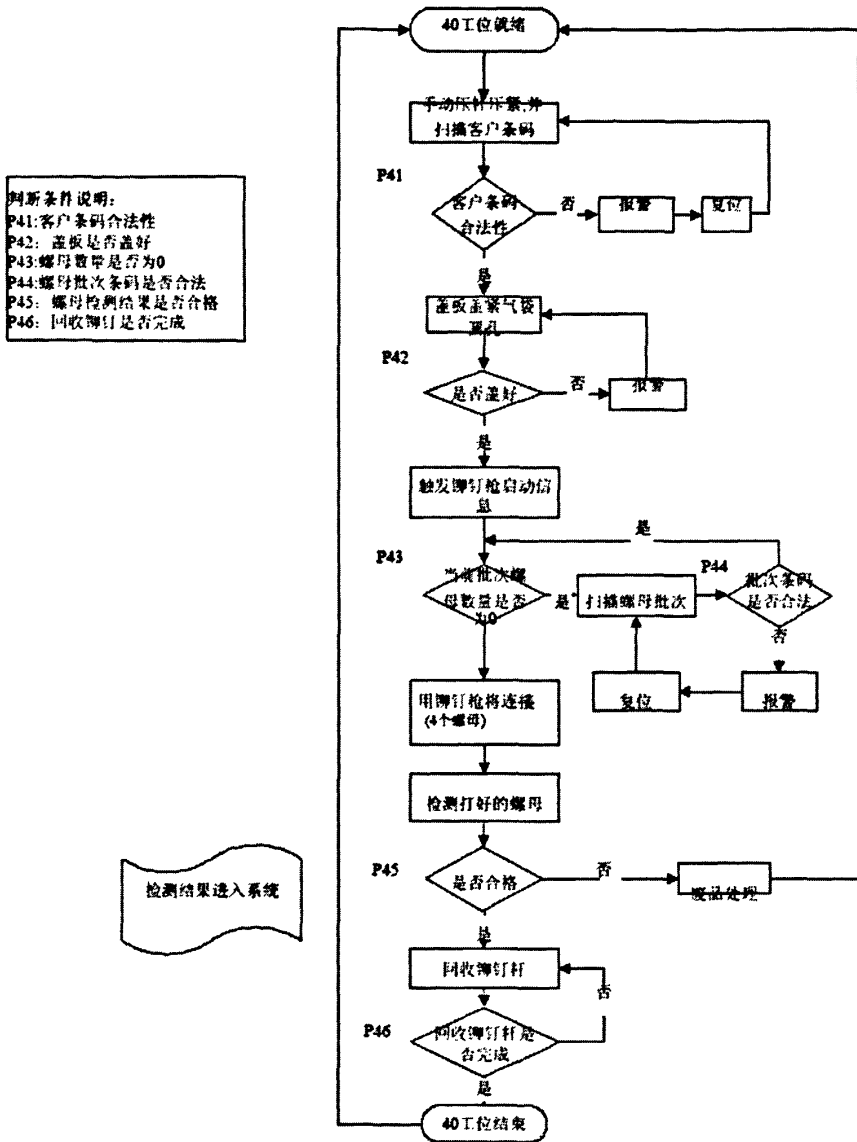 40工位就绪
手动压杆压紧,并
扫描客户条码
P41
客户条码
合法性
否
报警
复位
判断条件说明:
P41:客户条码合法性
P42: 盖板是否盖好
P43:螺母数量是否为0
P44:螺母批次条码是否合法
P45: 螺母检测结果是否合格
P46: 回收铆钉是否完成
是
盖板盖紧气袋
P42
是否盖好
否
报警
是
触发铆钉枪启动信
息
是
P43
当前批次螺
母数量是否
为0
是
扫描螺母批次
P44
批次条码
是否合法
否
复位
报警
用铆钉枪将连接
(4个螺母)
检测打好的螺母
P45
是否合格
否
废品处理
检测结果进入系统
是
回收铆钉杆
否
P46
回收铆钉杆是
否完成
是
40工位结束